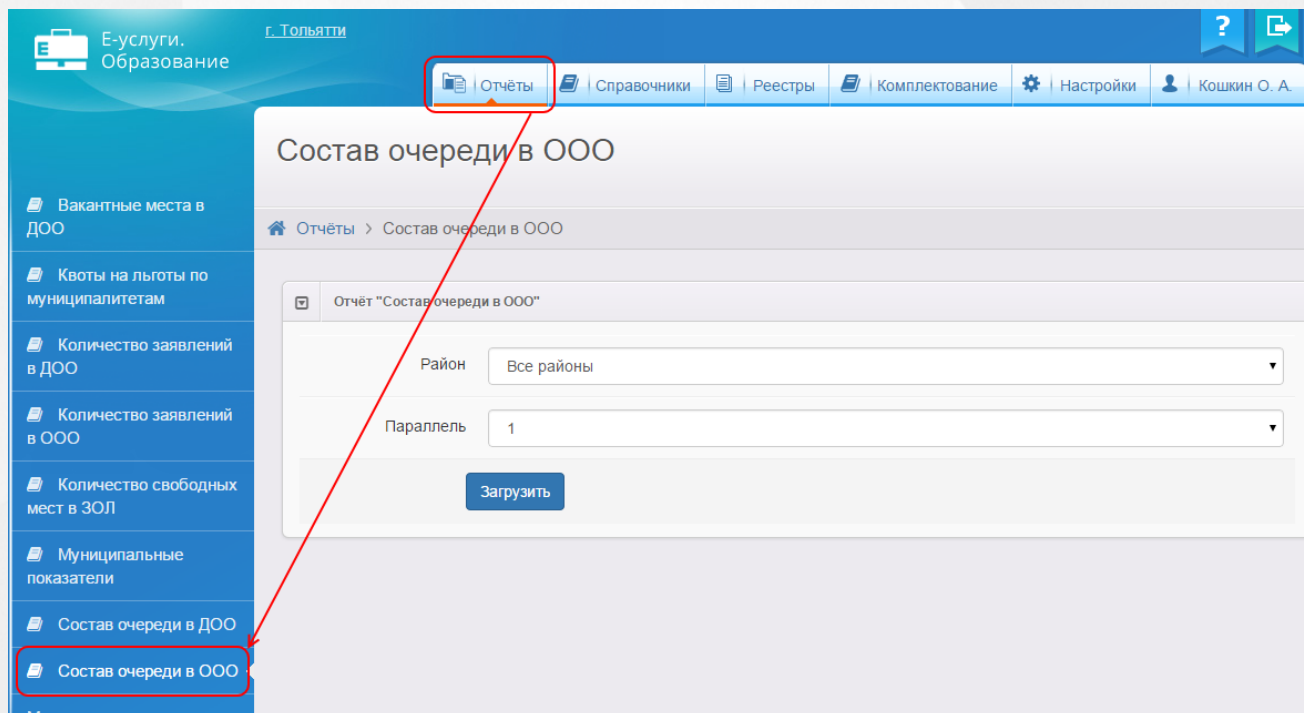 Е-услуги.
Образование
г. Тольятти
?
Отчёты
Справочники
Реестры
Комплектование
Настройки
Кошкин О. А.
Состав очереди в ООО
Отчёты > Состав очереди в ООО
Вакантные места в
ДОО
Квоты на льготы по
муниципалитетам
Количество заявлений
в ДОО
Количество заявлений
в ООО
Количество свободных
мест в ЗОЛ
Муниципальные
показатели
Состав очереди в ДОО
Состав очереди в ООО
Отчёт "Состав очереди в ООО"
Район
Все районы
Параллель
1
Загрузить